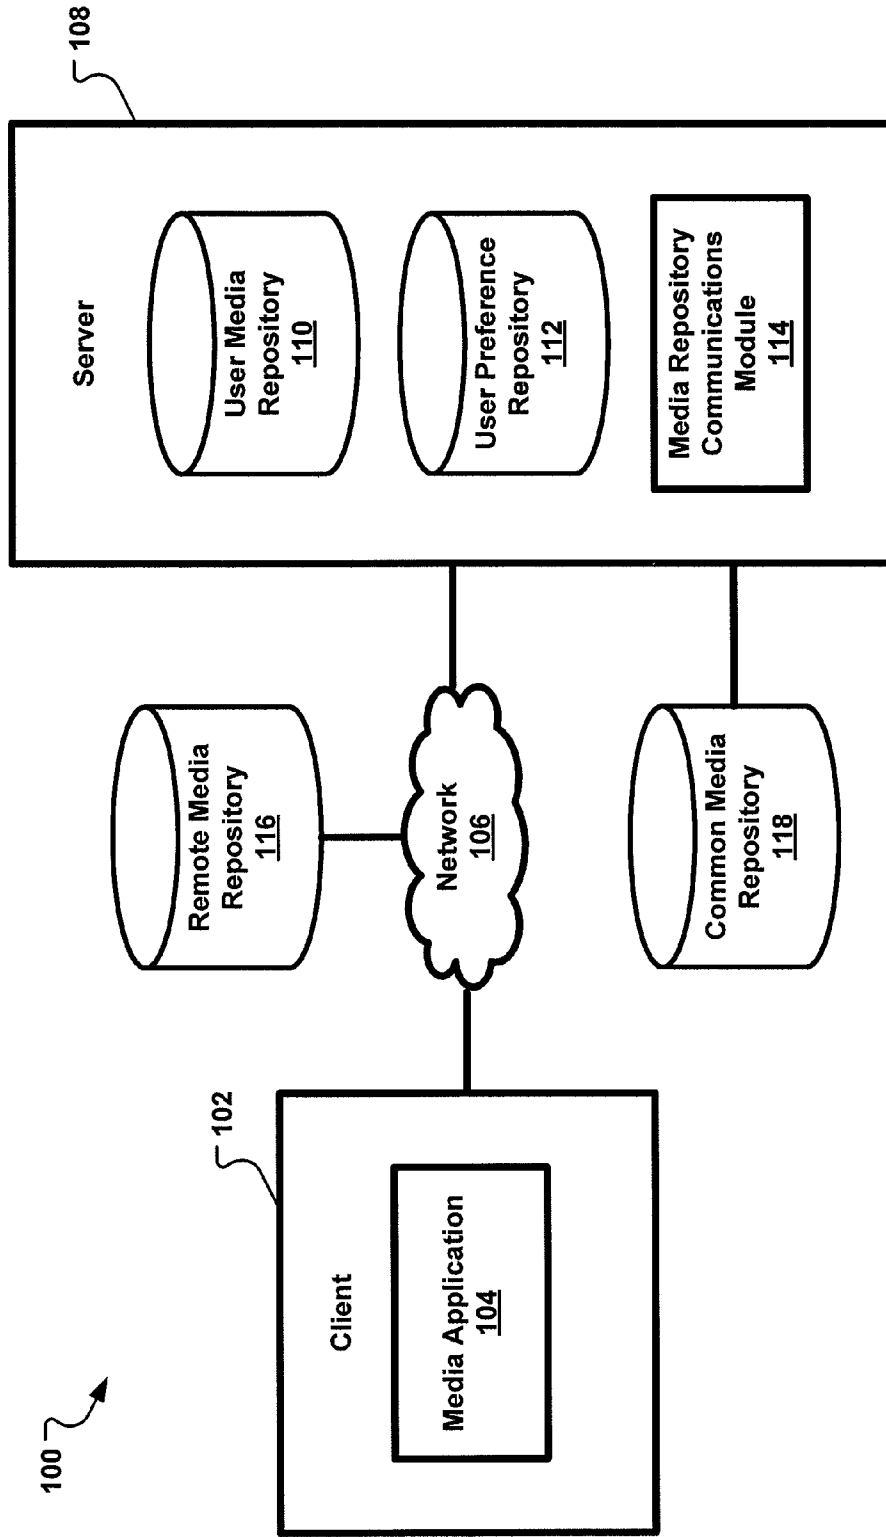 100
102
Client
Media Application
104
Remote Media
Repository
116
Network
106
Common Media
Repository
118
108
Server
User Media
Repository
110
User Preference
Repository
112
Media Repository
Communications
Module
114